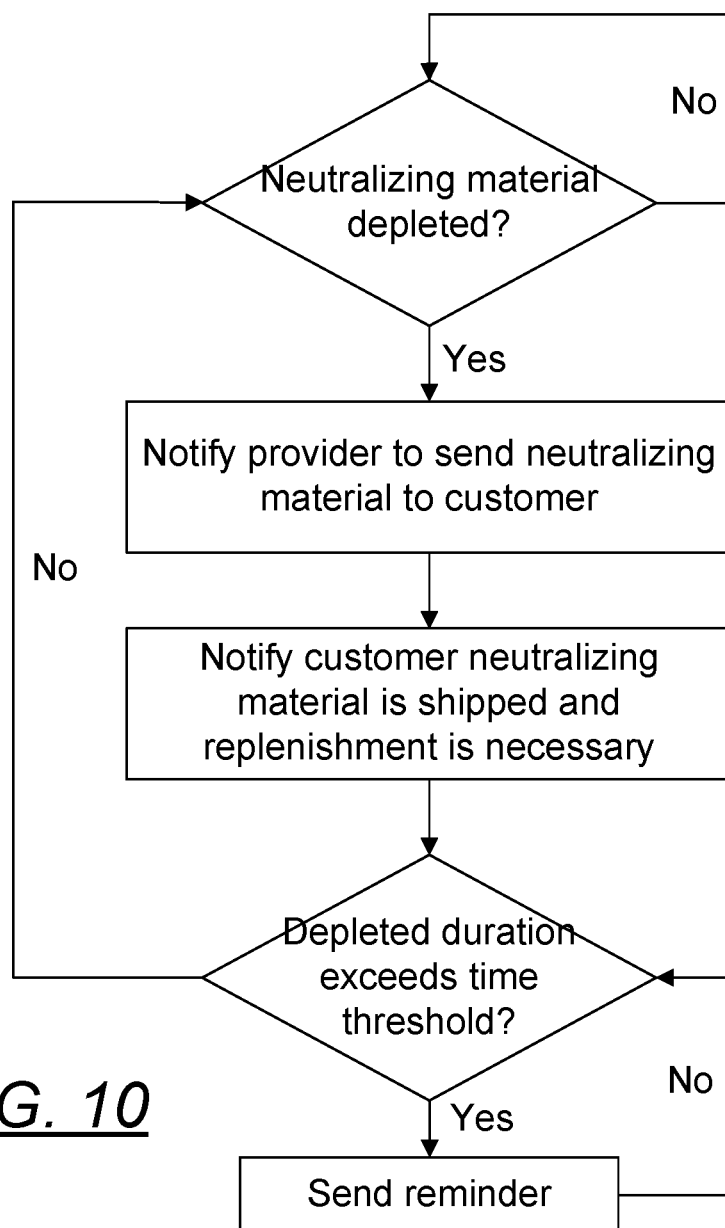 No
Neutralizing material
depleted?
Yes
Notify provider to send neutralizing
material to customer
No
Notify customer neutralizing
material is shipped and
replenishment is necessary
Depleted duration
exceeds time
threshold?
No
G. 10
Yes
Send reminder